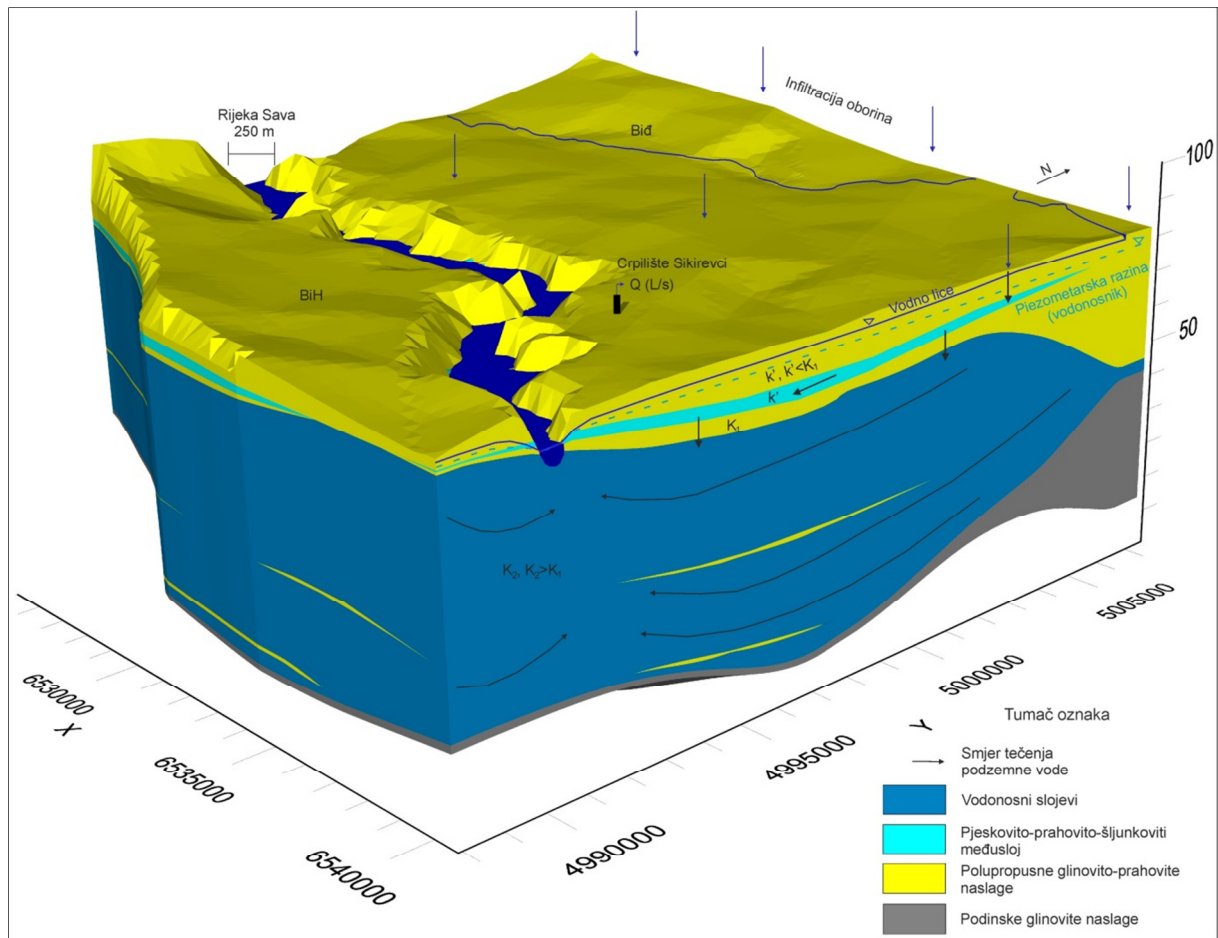 Rijeka Sava
250 m
Infiltracija oborina
Biđ
N
100
Crpilište Sikirevci
Q (L/s)
BiH
Vodno lice
Piezometarska razina
(vodonosnik)
50
k', k'<K₁
k'
K₁
K₂, K₂>K₁
5005000
5000000
Y
4995000
4990000
6530000
X
6535000
6540000
Tumač oznaka
Smjer tečenja
podzemne vode
Vodonosni slojevi
Pjeskovito-prahovito-šljunkoviti
međusloj
Polupropusne glinovito-prahovite
naslage
Podinske glinovite naslage